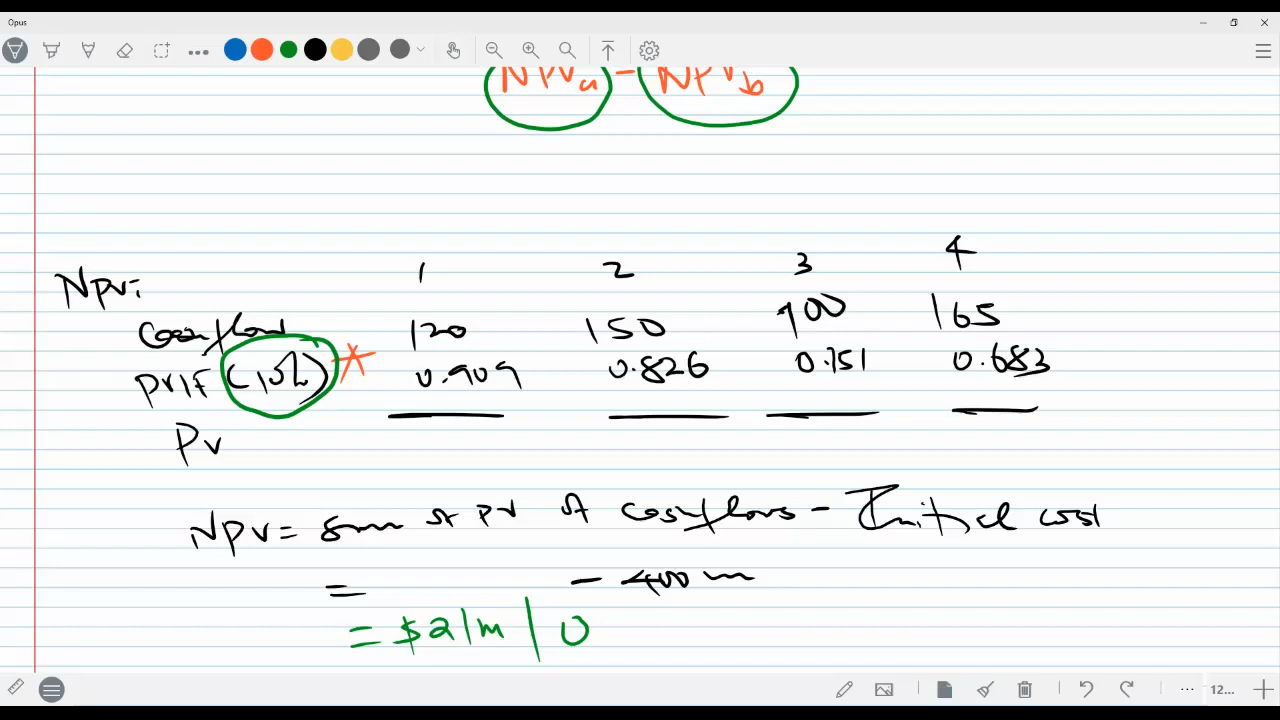 Opus
NPVa - NPVb
1 2 3 4
NPV:
Cashflow 120 150 100 165
PVIF (10%) * 0.909 0.826 0.751 0.683
PV
NPV = sum of PV of cashflows - Initial cost
= - 400 m
= $21m | 0
12...